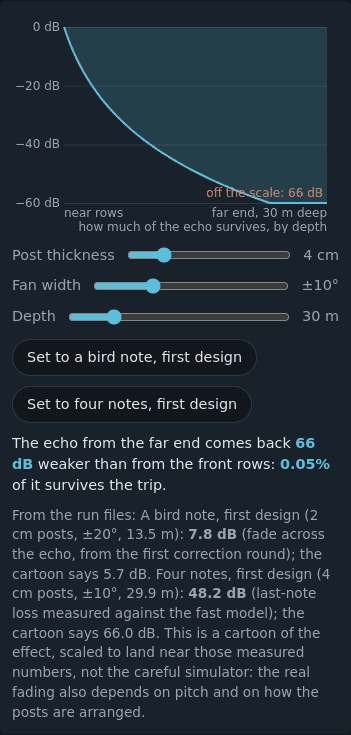 0 dB
−20 dB
−40 dB
off the scale: 66 dB
−60 dB
near rows far end, 30 m deep
how much of the echo survives, by depth
Post thickness 4 cm
Fan width ±10°
Depth 30 m
Set to a bird note, first design
Set to four notes, first design
The echo from the far end comes back 66
dB weaker than from the front rows: 0.05%
of it survives the trip.
From the run files: A bird note, first design (2
cm posts, ±20°, 13.5 m): 7.8 dB (fade across
the echo, from the first correction round); the
cartoon says 5.7 dB. Four notes, first design (4
cm posts, ±10°, 29.9 m): 48.2 dB (last-note
loss measured against the fast model); the
cartoon says 66.0 dB. This is a cartoon of the
effect, scaled to land near those measured
numbers, not the careful simulator: the real
fading also depends on pitch and on how the
posts are arranged.